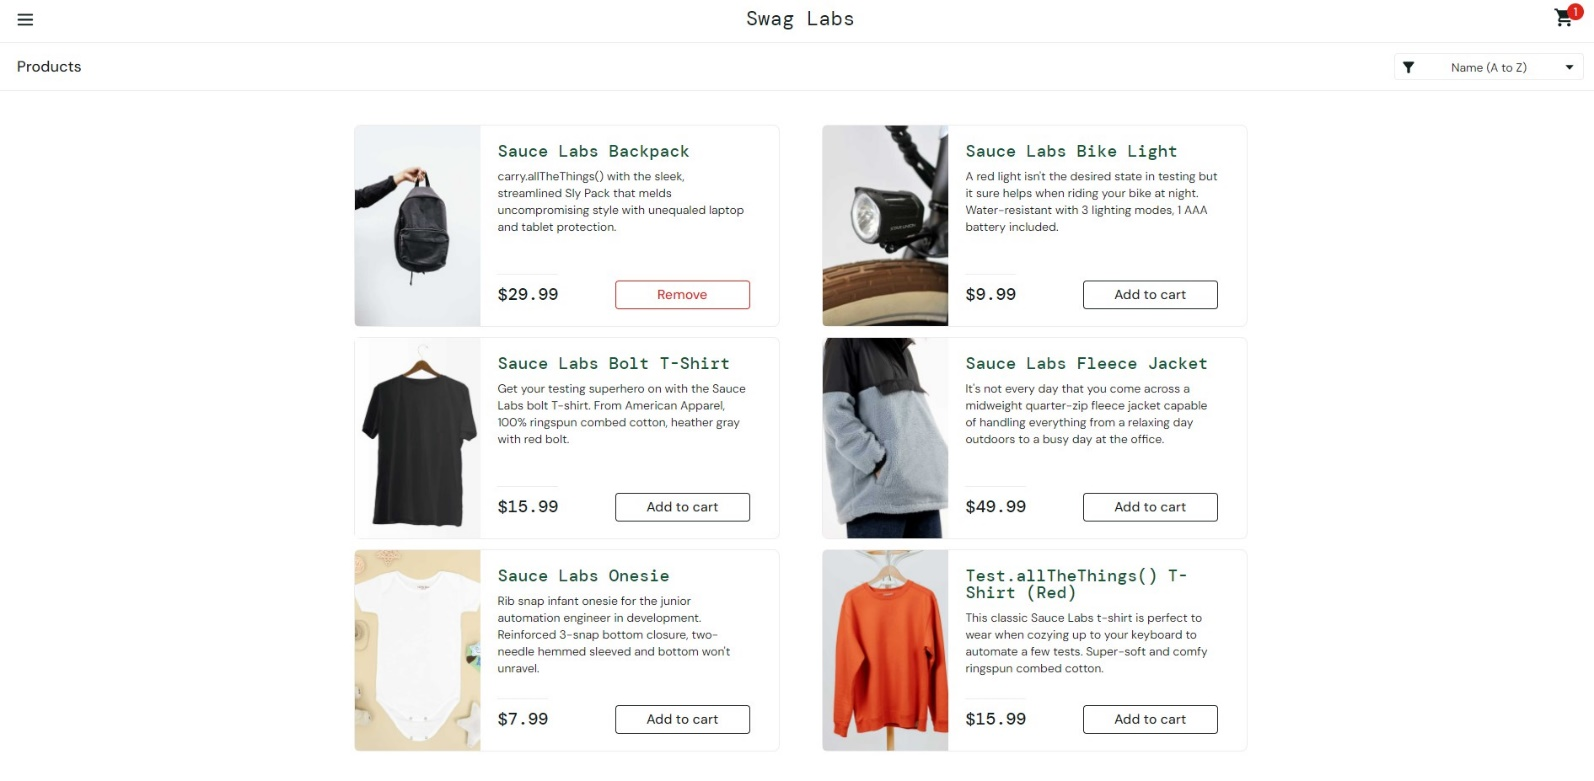 Swag Labs
1
Products
Name (A to Z)
Sauce Labs Backpack
carry.allTheThings() with the sleek,
streamlined Sly Pack that melds
uncompromising style with unequaled laptop
and tablet protection.
$29.99
Remove
Sauce Labs Bike Light
A red light isn't the desired state in testing but
it sure helps when riding your bike at night.
Water-resistant with 3 lighting modes, 1 AAA
battery included.
$9.99
Add to cart
Sauce Labs Bolt T-Shirt
Get your testing superhero on with the Sauce
Labs bolt T-shirt. From American Apparel,
100% ringspun combed cotton, heather gray
with red bolt.
$15.99
Add to cart
Sauce Labs Fleece Jacket
It's not every day that you come across a
midweight quarter-zip fleece jacket capable
of handling everything from a relaxing day
outdoors to a busy day at the office.
$49.99
Add to cart
Sauce Labs Onesie
Rib snap infant onesie for the junior
automation engineer in development.
Reinforced 3-snap bottom closure, two-
needle hemmed sleeved and bottom won't
unravel.
$7.99
Add to cart
Test.allTheThings() T-
Shirt (Red)
This classic Sauce Labs t-shirt is perfect to
wear when cozying up to your keyboard to
automate a few tests. Super-soft and comfy
ringspun combed cotton.
$15.99
Add to cart